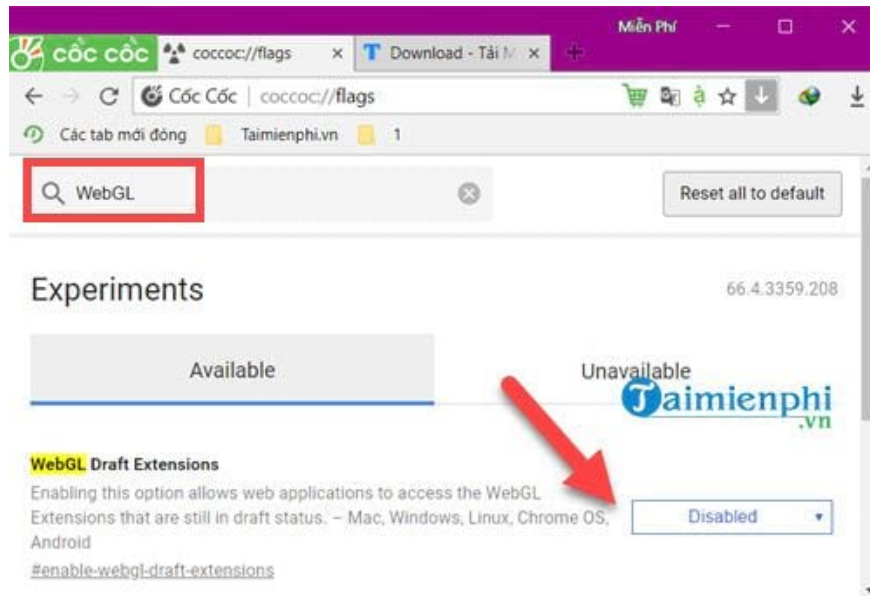 Miễn Phí
cốc cốc coccoc://flags Download - Tải M
Cốc Cốc coccoc://flags
Các tab mới đóng Taimienphi.vn 1
WebGL Reset all to default
Experiments 66.4.3359.208
Available Unavailable
Taimienphi
.vn
WebGL Draft Extensions
Enabling this option allows web applications to access the WebGL
Extensions that are still in draft status. – Mac, Windows, Linux, Chrome OS,
Android
Disabled
#enable-webgl-draft-extensions